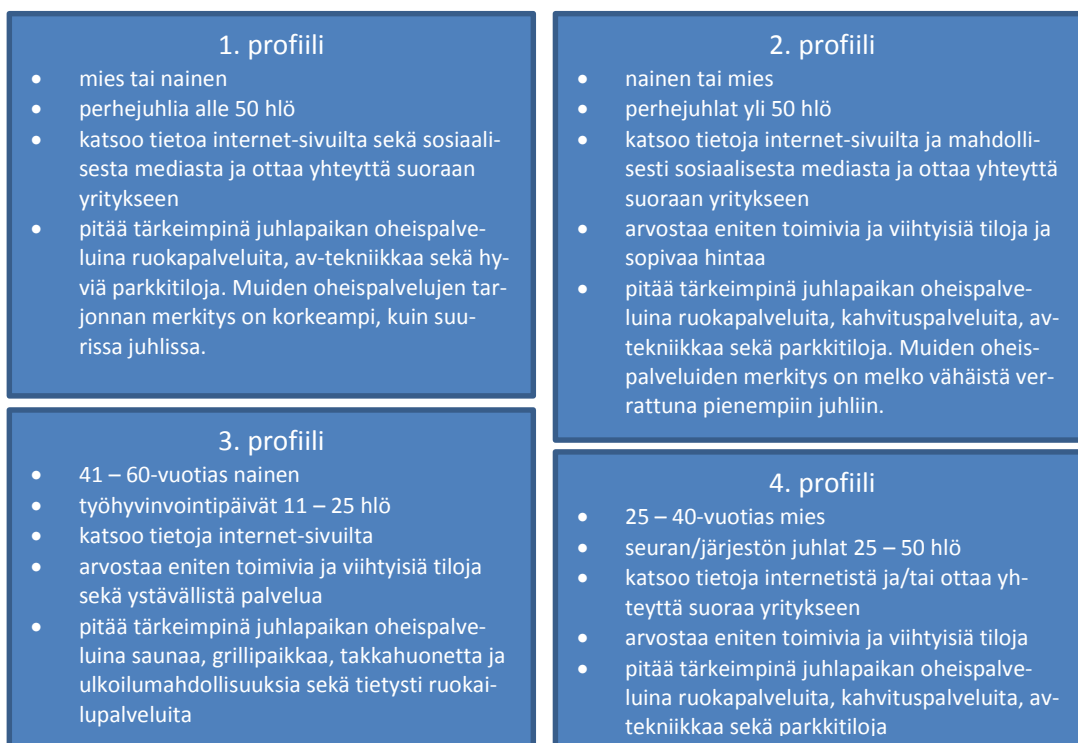 1. profiili
• mies tai nainen
• perhejuhlia alle 50 hlö
• katsoo tietoa internet-sivuilta sekä sosiaali-
sesta mediasta ja ottaa yhteyttä suoraan
yritykseen
• pitää tärkeimpinä juhlapaikan oheispalve-
luina ruokapalveluita, av-tekniikkaa sekä hy-
viä parkkitiloja. Muiden oheispalvelujen tar-
jonnan merkitys on korkeampi, kuin suu-
rissa juhlissa.
2. profiili
• nainen tai mies
• perhejuhlat yli 50 hlö
• katsoo tietoja internet-sivuilta ja mahdolli-
sesti sosiaalisesta mediasta ja ottaa yhteyttä
suoraan yritykseen
• arvostaa eniten toimivia ja viihtyisiä tiloja ja
sopivaa hintaa
• pitää tärkeimpinä juhlapaikan oheispalve-
luina ruokapalveluita, kahvituspalveluita, av-
tekniikkaa sekä parkkitiloja. Muiden oheis-
palveluiden merkitys on melko vähäistä ver-
rattuna pienempiin juhliin.
3. profiili
• 41 – 60-vuotias nainen
• työhyvinvointipäivät 11 – 25 hlö
• katsoo tietoja internet-sivuilta
• arvostaa eniten toimivia ja viihtyisiä tiloja
sekä ystävällistä palvelua
• pitää tärkeimpinä juhlapaikan oheispalve-
luina saunaa, grillipaikkaa, takkahuonetta ja
ulkoilumahdollisuuksia sekä tietysti ruokai-
lupalveluita
4. profiili
• 25 – 40-vuotias mies
• seuran/järjestön juhlat 25 – 50 hlö
• katsoo tietoja internetistä ja/tai ottaa yh-
teyttä suoraa yritykseen
• arvostaa eniten toimivia ja viihtyisiä tiloja
• pitää tärkeimpinä juhlapaikan oheispalve-
luina ruokapalveluita, kahvituspalveluita, av-
tekniikkaa sekä parkkitiloja